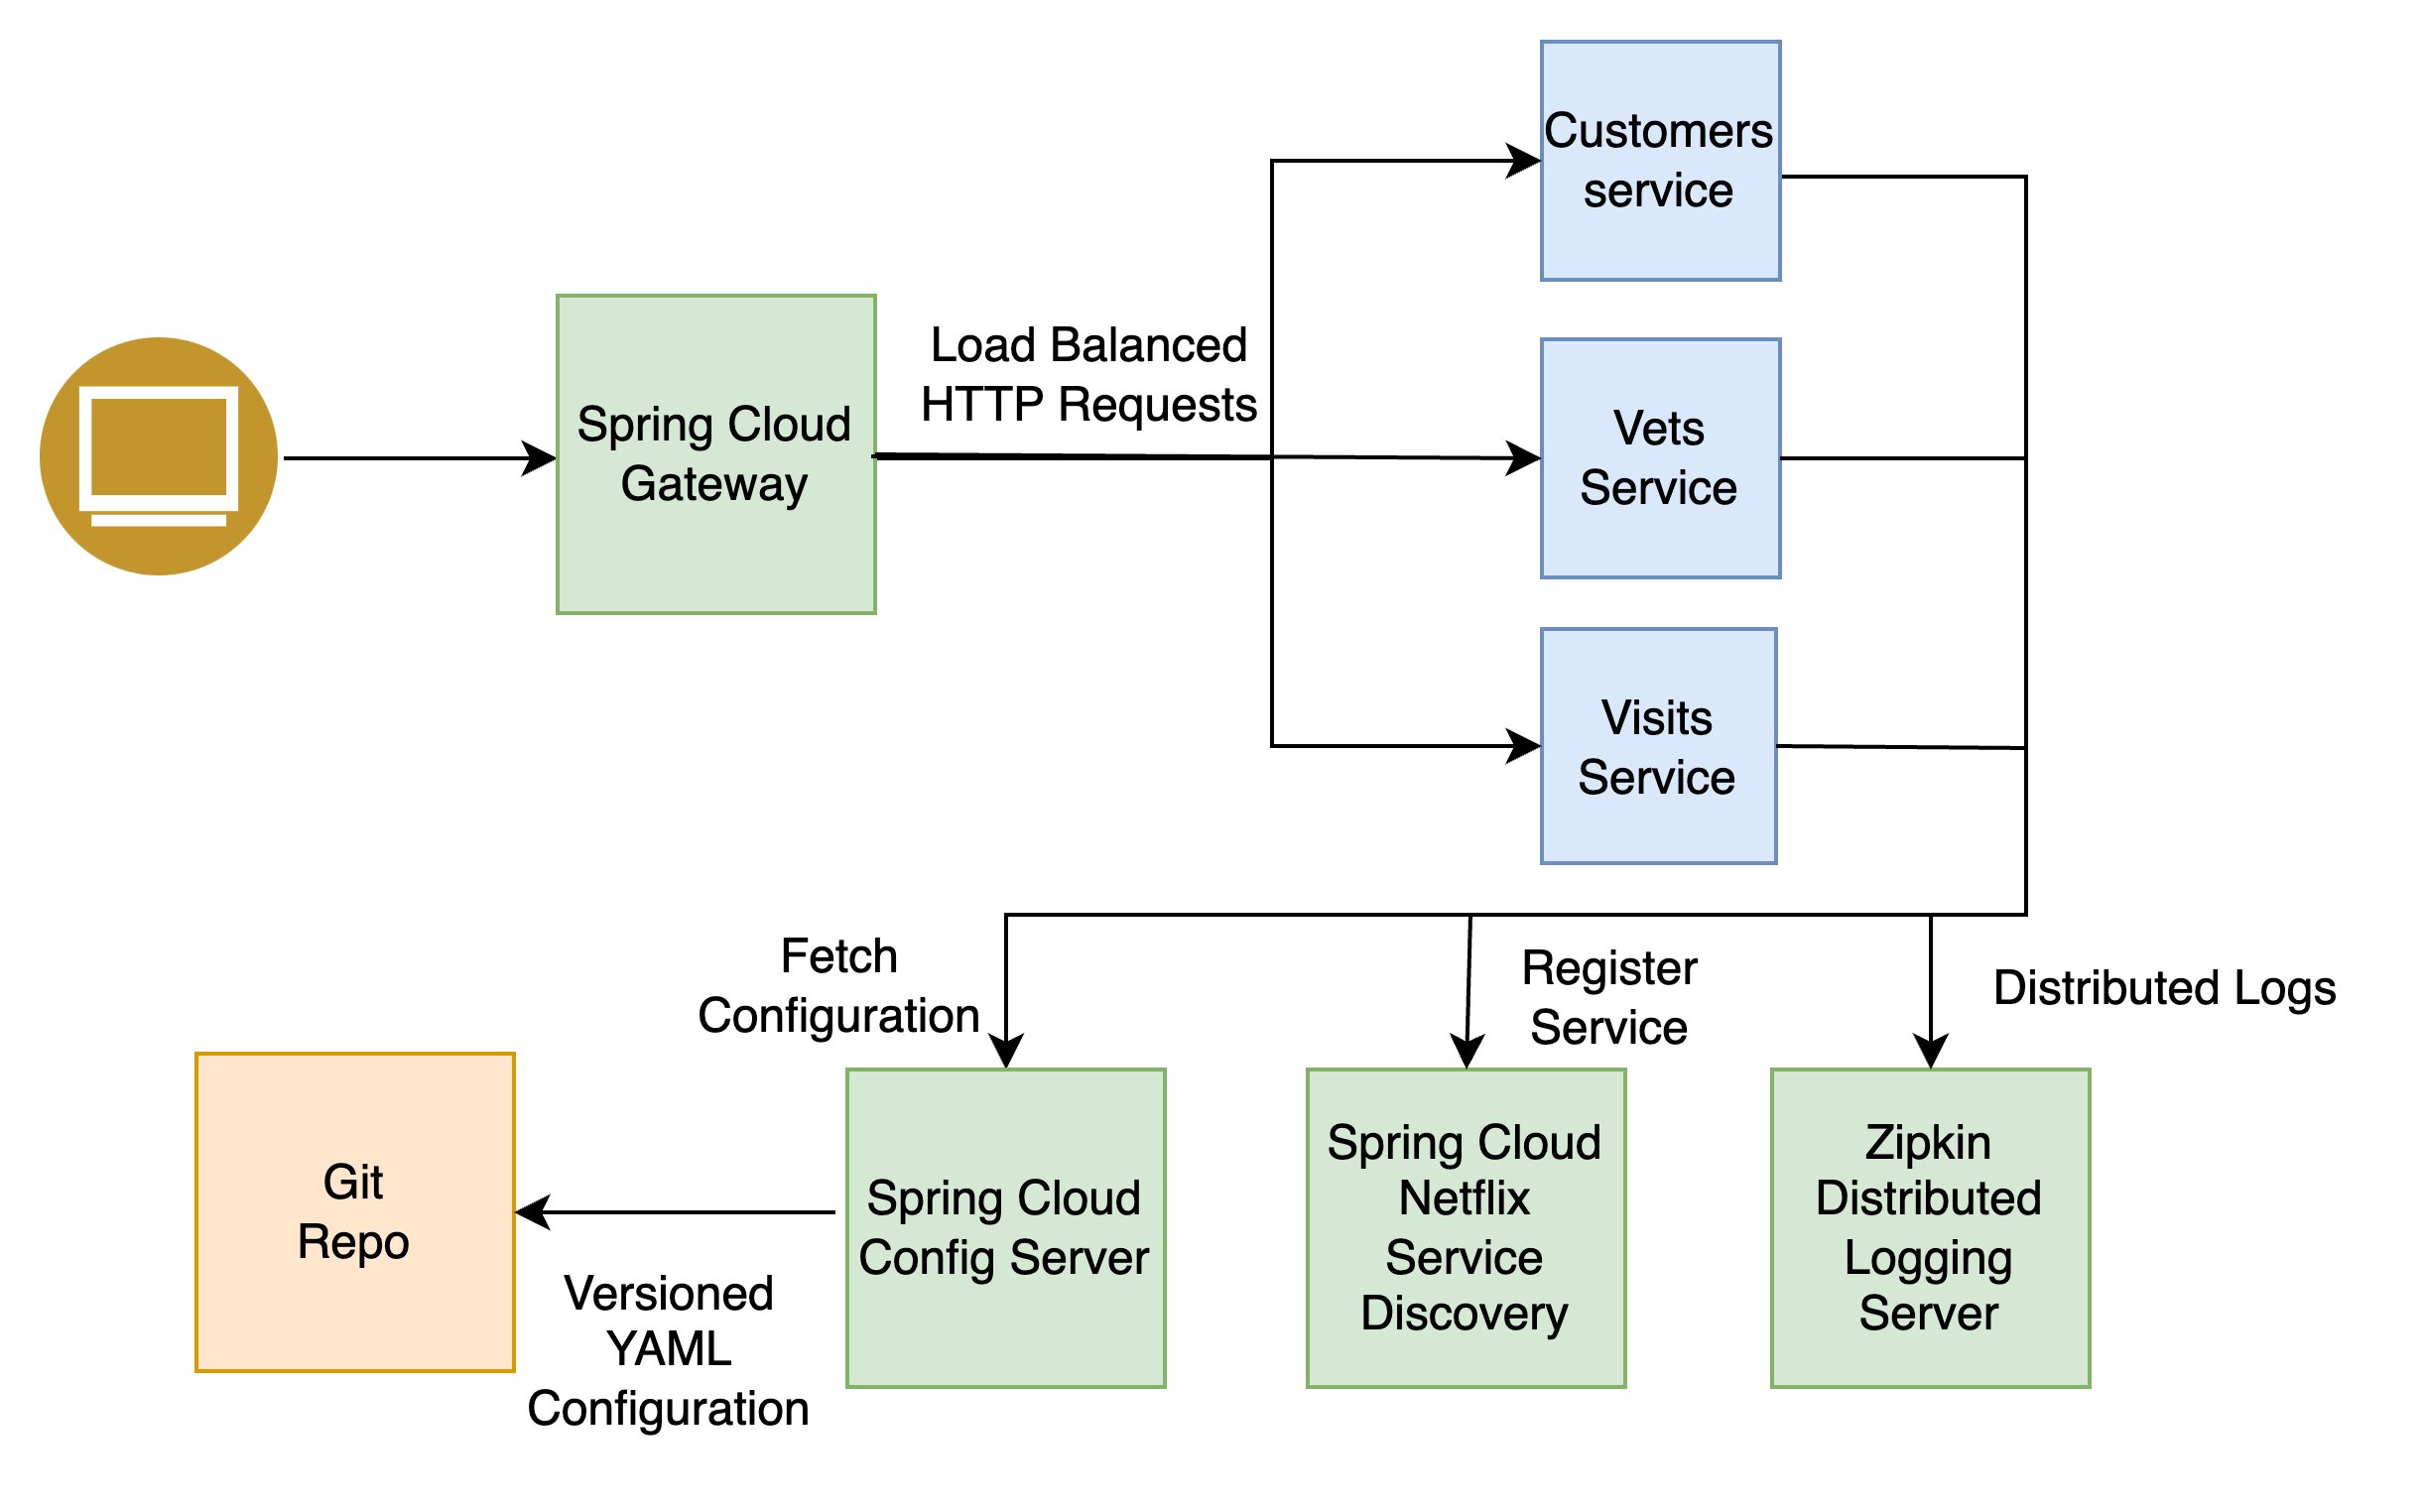 Customers
service
Load Balanced
HTTP Requests
Spring Cloud
Gateway
Vets
Service
Visits
Service
Fetch
Configuration
Register
Service
Distributed Logs
Git
Repo
Versioned
YAML
Configuration
Spring Cloud
Config Server
Spring Cloud
Netflix
Service
Discovery
Zipkin
Distributed
Logging
Server